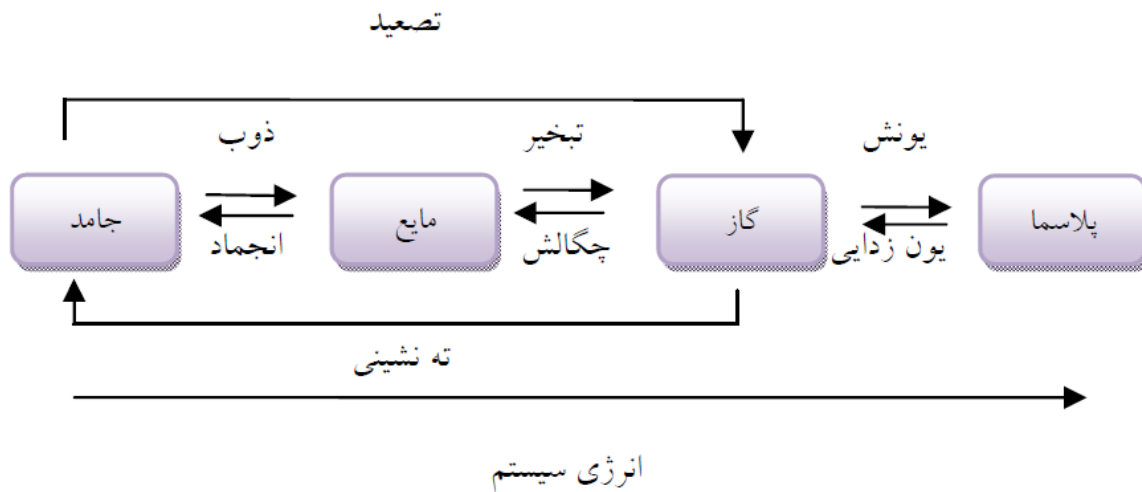 تصعید
ذوب
تبخیر
یونش
جامد
مایع
گاز
پلاسما
انجماد
چگالش
یون زدایی
ته نشینی
انرژی سیستم